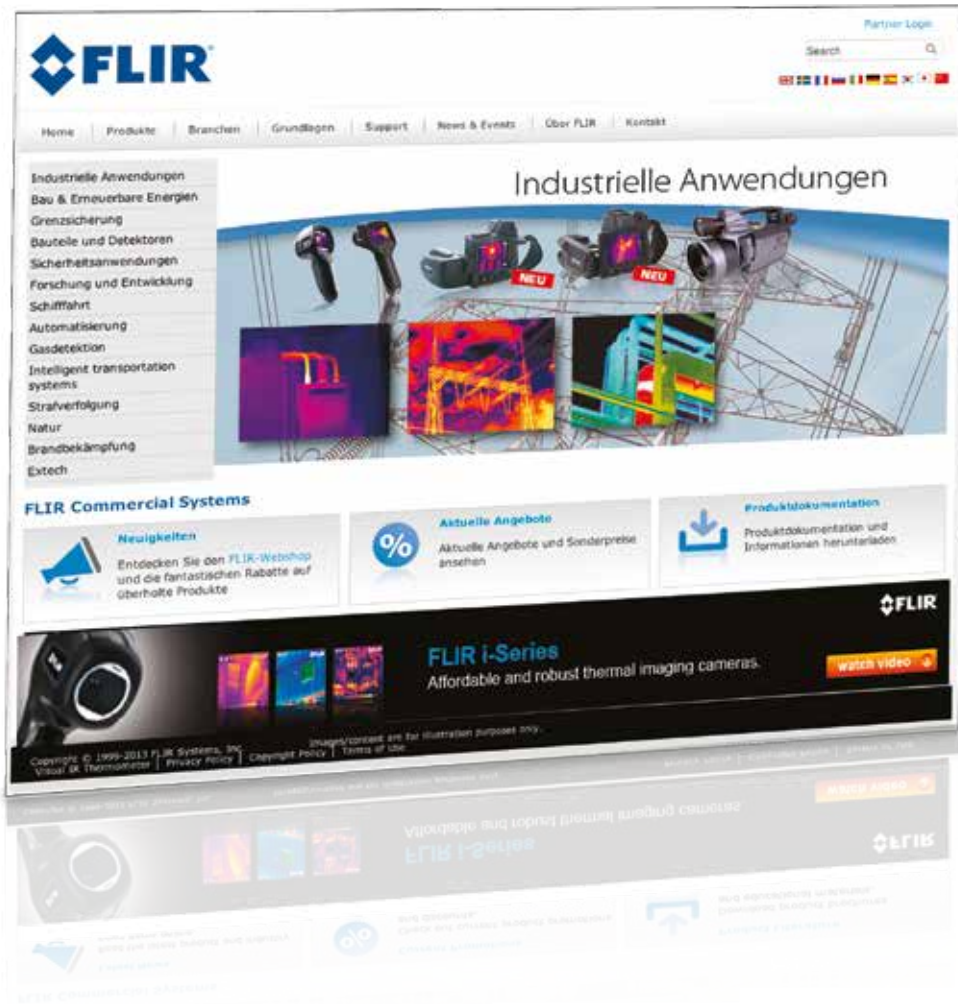 Partner Login
FLIR
Search
Home
Produkte
Branchen
Grundlagen
Support
News & Events
Über FLIR
Kontakt
Industrielle Anwendungen
Bau & Erneuerbare Energien
Grenzsicherung
Bauteile und Detektoren
Sicherheitsanwendungen
Forschung und Entwicklung
Schifffahrt
Automatisierung
Gasdetektion
Intelligent transportation
systems
Strafverfolgung
Natur
Brandbekämpfung
Extech
Industrielle Anwendungen
NEU
NEU
FLIR Commercial Systems
Neuigkeiten
Entdecken Sie den FLIR-Webshop
und die fantastischen Rabatte auf
überholte Produkte
Aktuelle Angebote
Aktuelle Angebote und Sonderpreise
ansehen
Produktdokumentation
Produktdokumentation und
Informationen herunterladen
FLIR
FLIR i-Series
Affordable and robust thermal imaging cameras.
watch video
Images/content are for illustration purposes only.
Copyright © 1999-2013 FLIR Systems, Inc
Visual IR Thermometer | Privacy Policy | Copyright Policy | Terms of Use